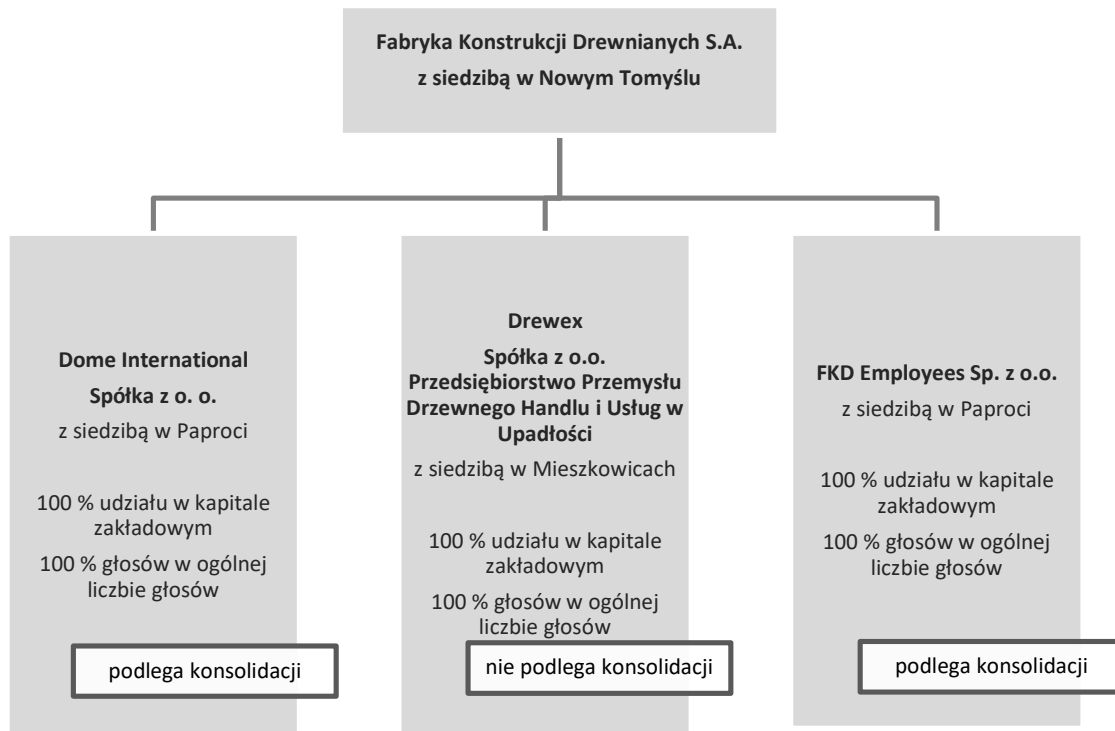 Fabryka Konstrukcji Drewnianych S.A.
z siedzibą w Nowym Tomyślu
Dome International
Spółka z o. o.
z siedzibą w Paproci
100 % udziału w kapitale
zakładowym
100 % głosów w ogólnej
liczbie głosów
podlega konsolidacji
Drewex
Spółka z o.o.
Przedsiębiorstwo Przemysłu
Drzewnego Handlu i Usług w
Upadłości
z siedzibą w Mieszkowicach
100 % udziału w kapitale
zakładowym
100 % głosów w ogólnej
liczbie głosów
nie podlega konsolidacji
FKD Employees Sp. z o.o.
z siedzibą w Paproci
100 % udziału w kapitale
zakładowym
100 % głosów w ogólnej
liczbie głosów
podlega konsolidacji